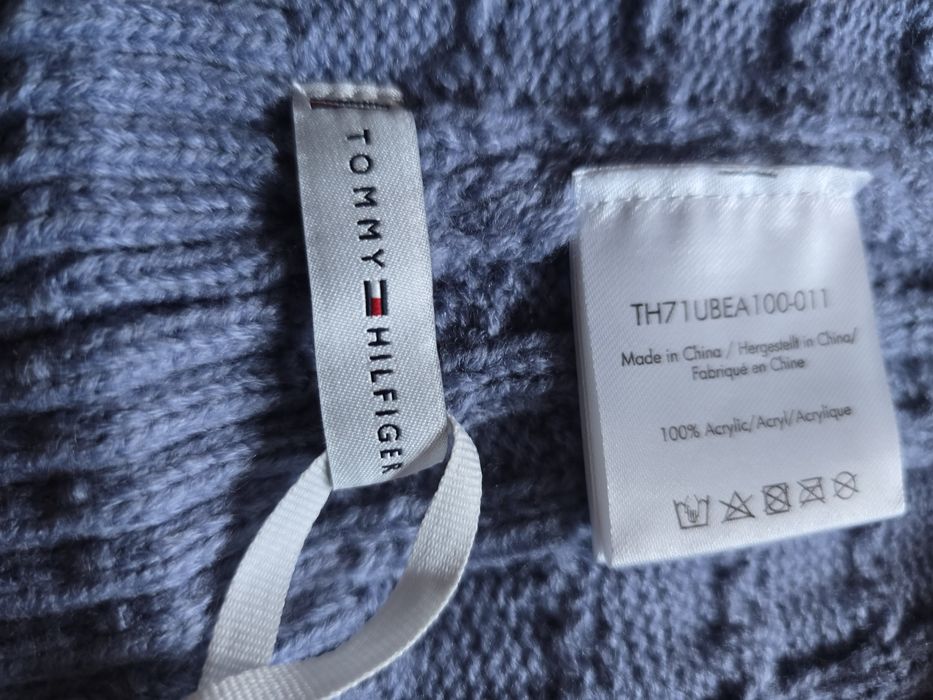 TOMMY HILFIGER
TH71UBEA100-011
Made in China / Hergestellt in China/
Fabriqué en Chine
100% Acrylic/Acryl/Acrylique